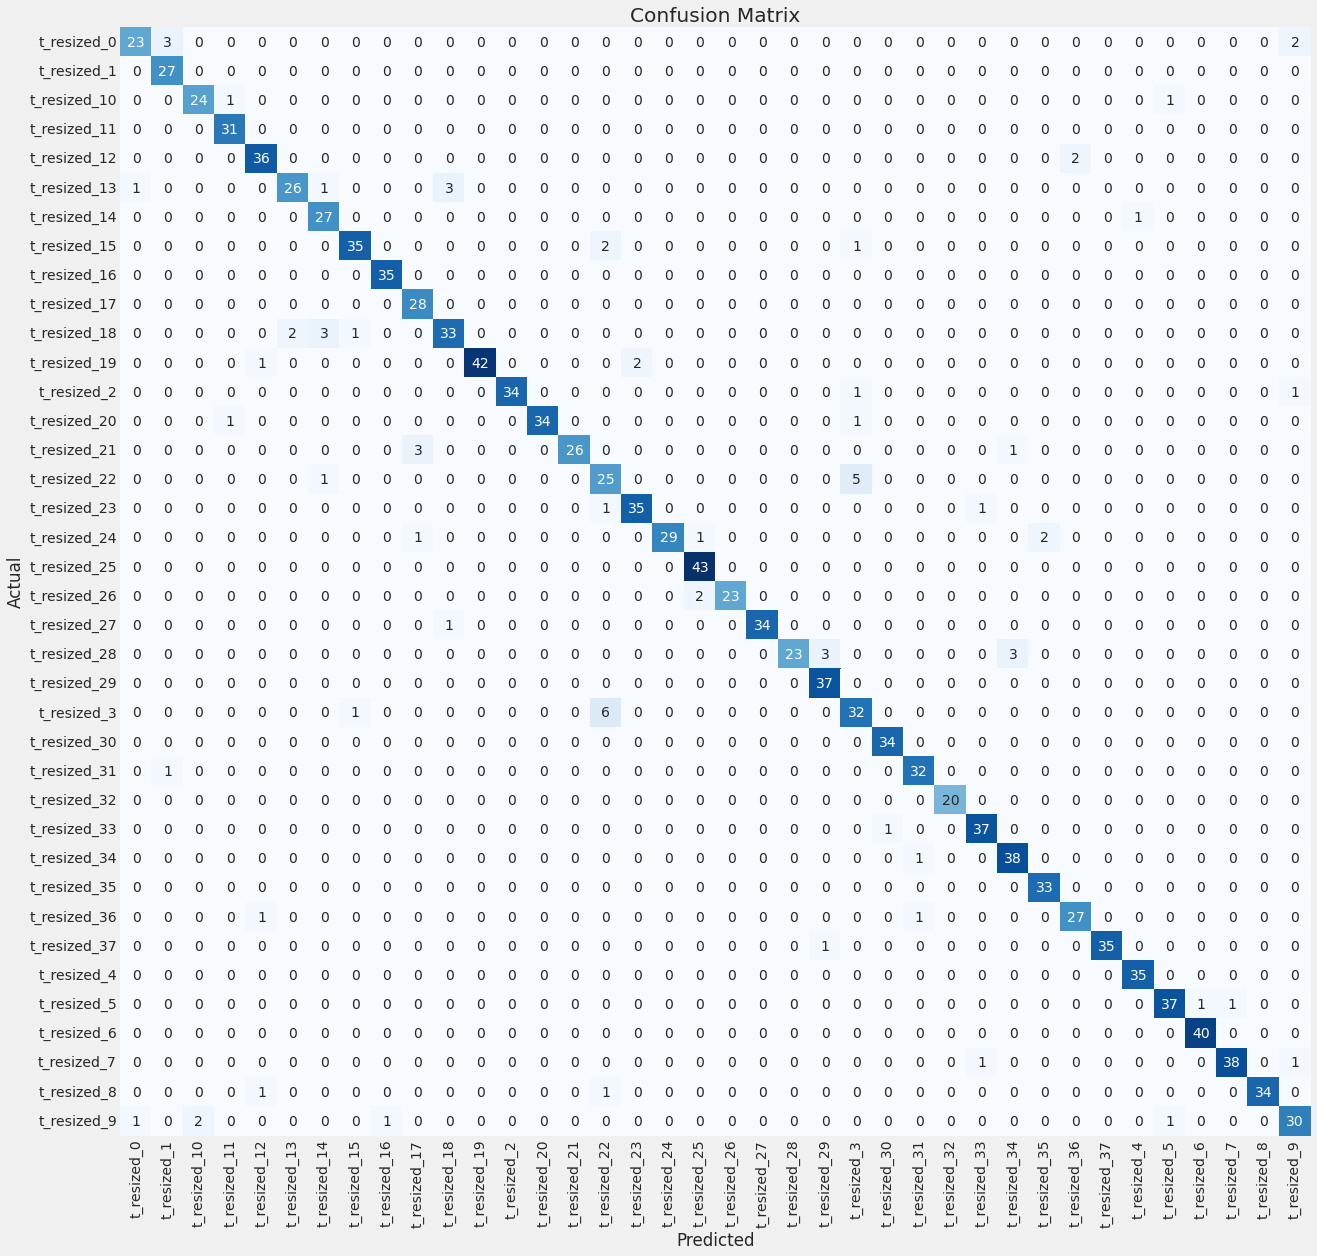 Confusion Matrix
t_resized_0 23 3 0 0 0 0 0 0 0 0 0 0 0 0 0 0 0 0 0 0 0 0 0 0 0 0 0 0 0 0 0 0 0 0 0 0 0 2
t_resized_1 0 27 0 0 0 0 0 0 0 0 0 0 0 0 0 0 0 0 0 0 0 0 0 0 0 0 0 0 0 0 0 0 0 0 0 0 0 0
t_resized_10 0 0 24 1 0 0 0 0 0 0 0 0 0 0 0 0 0 0 0 0 0 0 0 0 0 0 0 0 0 0 0 0 0 1 0 0 0 0
t_resized_11 0 0 0 31 0 0 0 0 0 0 0 0 0 0 0 0 0 0 0 0 0 0 0 0 0 0 0 0 0 0 0 0 0 0 0 0 0 0
t_resized_12 0 0 0 0 36 0 0 0 0 0 0 0 0 0 0 0 0 0 0 0 0 0 0 0 0 0 0 0 0 0 2 0 0 0 0 0 0 0
t_resized_13 1 0 0 0 0 26 1 0 0 0 3 0 0 0 0 0 0 0 0 0 0 0 0 0 0 0 0 0 0 0 0 0 0 0 0 0 0 0
t_resized_14 0 0 0 0 0 0 27 0 0 0 0 0 0 0 0 0 0 0 0 0 0 0 0 0 0 0 0 0 0 0 0 0 1 0 0 0 0 0
t_resized_15 0 0 0 0 0 0 0 35 0 0 0 0 0 0 0 2 0 0 0 0 0 0 0 1 0 0 0 0 0 0 0 0 0 0 0 0 0 0
t_resized_16 0 0 0 0 0 0 0 0 35 0 0 0 0 0 0 0 0 0 0 0 0 0 0 0 0 0 0 0 0 0 0 0 0 0 0 0 0 0
t_resized_17 0 0 0 0 0 0 0 0 0 28 0 0 0 0 0 0 0 0 0 0 0 0 0 0 0 0 0 0 0 0 0 0 0 0 0 0 0 0
t_resized_18 0 0 0 0 0 2 3 1 0 0 33 0 0 0 0 0 0 0 0 0 0 0 0 0 0 0 0 0 0 0 0 0 0 0 0 0 0 0
t_resized_19 0 0 0 0 1 0 0 0 0 0 0 42 0 0 0 0 2 0 0 0 0 0 0 0 0 0 0 0 0 0 0 0 0 0 0 0 0 0
t_resized_2 0 0 0 0 0 0 0 0 0 0 0 0 34 0 0 0 0 0 0 0 0 0 0 1 0 0 0 0 0 0 0 0 0 0 0 0 0 1
t_resized_20 0 0 0 1 0 0 0 0 0 0 0 0 0 34 0 0 0 0 0 0 0 0 0 1 0 0 0 0 0 0 0 0 0 0 0 0 0 0
t_resized_21 0 0 0 0 0 0 0 0 0 3 0 0 0 0 26 0 0 0 0 0 0 0 0 0 0 0 0 0 1 0 0 0 0 0 0 0 0 0
t_resized_22 0 0 0 0 0 0 1 0 0 0 0 0 0 0 0 25 0 0 0 0 0 0 0 5 0 0 0 0 0 0 0 0 0 0 0 0 0 0
t_resized_23 0 0 0 0 0 0 0 0 0 0 0 0 0 0 0 1 35 0 0 0 0 0 0 0 0 0 0 1 0 0 0 0 0 0 0 0 0 0
t_resized_24 0 0 0 0 0 0 0 0 0 1 0 0 0 0 0 0 0 29 1 0 0 0 0 0 0 0 0 0 0 2 0 0 0 0 0 0 0 0
t_resized_25 0 0 0 0 0 0 0 0 0 0 0 0 0 0 0 0 0 0 43 0 0 0 0 0 0 0 0 0 0 0 0 0 0 0 0 0 0 0
t_resized_26 0 0 0 0 0 0 0 0 0 0 0 0 0 0 0 0 0 0 2 23 0 0 0 0 0 0 0 0 0 0 0 0 0 0 0 0 0 0
t_resized_27 0 0 0 0 0 0 0 0 0 0 1 0 0 0 0 0 0 0 0 0 34 0 0 0 0 0 0 0 0 0 0 0 0 0 0 0 0 0
t_resized_28 0 0 0 0 0 0 0 0 0 0 0 0 0 0 0 0 0 0 0 0 0 23 3 0 0 0 0 0 3 0 0 0 0 0 0 0 0 0
t_resized_29 0 0 0 0 0 0 0 0 0 0 0 0 0 0 0 0 0 0 0 0 0 0 37 0 0 0 0 0 0 0 0 0 0 0 0 0 0 0
t_resized_3 0 0 0 0 0 0 0 1 0 0 0 0 0 0 0 6 0 0 0 0 0 0 0 32 0 0 0 0 0 0 0 0 0 0 0 0 0 0
t_resized_30 0 0 0 0 0 0 0 0 0 0 0 0 0 0 0 0 0 0 0 0 0 0 0 0 34 0 0 0 0 0 0 0 0 0 0 0 0 0
t_resized_31 0 1 0 0 0 0 0 0 0 0 0 0 0 0 0 0 0 0 0 0 0 0 0 0 0 32 0 0 0 0 0 0 0 0 0 0 0 0
t_resized_32 0 0 0 0 0 0 0 0 0 0 0 0 0 0 0 0 0 0 0 0 0 0 0 0 0 0 20 0 0 0 0 0 0 0 0 0 0 0
t_resized_33 0 0 0 0 0 0 0 0 0 0 0 0 0 0 0 0 0 0 0 0 0 0 0 0 1 0 0 37 0 0 0 0 0 0 0 0 0 0
t_resized_34 0 0 0 0 0 0 0 0 0 0 0 0 0 0 0 0 0 0 0 0 0 0 0 0 0 1 0 0 38 0 0 0 0 0 0 0 0 0
t_resized_35 0 0 0 0 0 0 0 0 0 0 0 0 0 0 0 0 0 0 0 0 0 0 0 0 0 0 0 0 0 33 0 0 0 0 0 0 0 0
t_resized_36 0 0 0 0 1 0 0 0 0 0 0 0 0 0 0 0 0 0 0 0 0 0 0 0 0 1 0 0 0 0 27 0 0 0 0 0 0 0
t_resized_37 0 0 0 0 0 0 0 0 0 0 0 0 0 0 0 0 0 0 0 0 0 0 1 0 0 0 0 0 0 0 0 35 0 0 0 0 0 0
t_resized_4 0 0 0 0 0 0 0 0 0 0 0 0 0 0 0 0 0 0 0 0 0 0 0 0 0 0 0 0 0 0 0 0 35 0 0 0 0 0
t_resized_5 0 0 0 0 0 0 0 0 0 0 0 0 0 0 0 0 0 0 0 0 0 0 0 0 0 0 0 0 0 0 0 0 0 37 1 1 0 0
t_resized_6 0 0 0 0 0 0 0 0 0 0 0 0 0 0 0 0 0 0 0 0 0 0 0 0 0 0 0 0 0 0 0 0 0 0 40 0 0 0
t_resized_7 0 0 0 0 0 0 0 0 0 0 0 0 0 0 0 0 0 0 0 0 0 0 0 0 0 0 0 1 0 0 0 0 0 0 0 38 0 1
t_resized_8 0 0 0 0 1 0 0 0 0 0 0 0 0 0 0 1 0 0 0 0 0 0 0 0 0 0 0 0 0 0 0 0 0 0 0 0 34 0
t_resized_9 1 0 2 0 0 0 0 0 1 0 0 0 0 0 0 0 0 0 0 0 0 0 0 0 0 0 0 0 0 0 0 0 0 1 0 0 0 30
Actual
t_resized_0 t_resized_1 t_resized_10 t_resized_11 t_resized_12 t_resized_13 t_resized_14 t_resized_15 t_resized_16 t_resized_17 t_resized_18 t_resized_19 t_resized_2 t_resized_20 t_resized_21 t_resized_22 t_resized_23 t_resized_24 t_resized_25 t_resized_26 t_resized_27 t_resized_28 t_resized_29 t_resized_3 t_resized_30 t_resized_31 t_resized_32 t_resized_33 t_resized_34 t_resized_35 t_resized_36 t_resized_37 t_resized_4 t_resized_5 t_resized_6 t_resized_7 t_resized_8 t_resized_9
Predicted